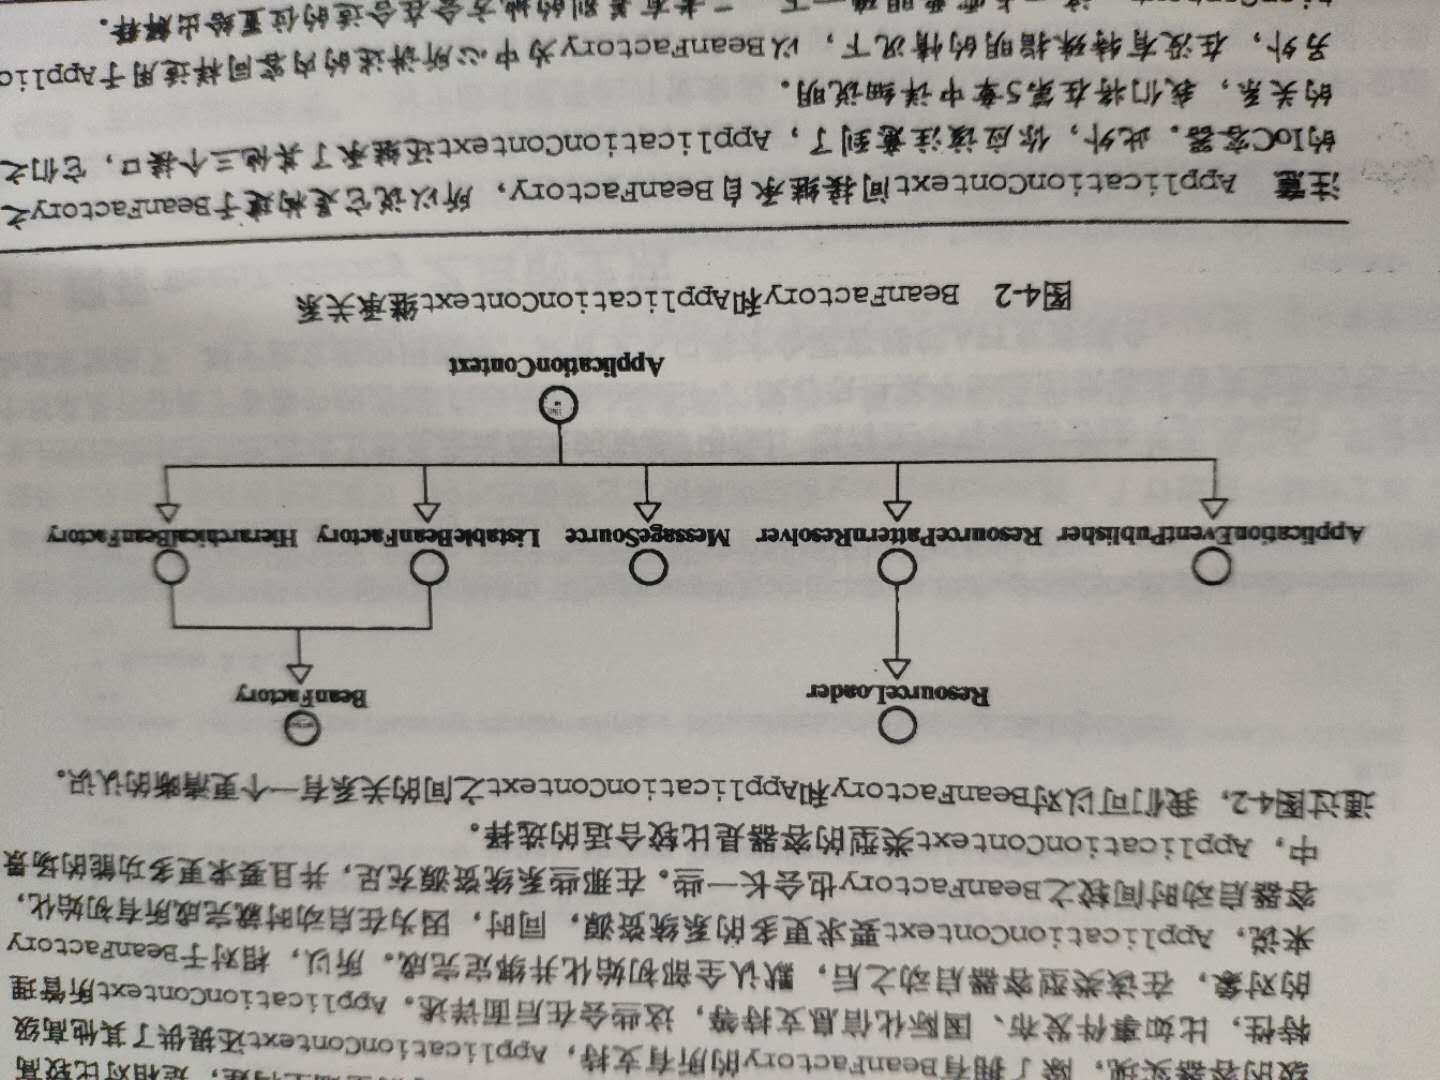 级的容器实现，除了拥有BeanFactory的所有支持，ApplicationContext还提供了其他高级
特性，比如事件发布、国际化信息支持等，这些会在后面详述。ApplicationContext所管理
的对象，在该类型容器启动之后，默认全部初始化并绑定完成。所以，相对于BeanFactory
来说，ApplicationContext要求更多的系统资源，同时，因为在启动时就完成所有初始化，
容器启动时间较之BeanFactory也会长一些。在那些系统资源充足，并且要求更多功能的场景
中，ApplicationContext类型的容器是比较合适的选择。
通过图4-2，我们可以对BeanFactory和ApplicationContext之间的关系有一个更清晰的认识。
ResourceLoader BeanFactory
ApplicationEventPublisher ResourcePatternResolver MessageSource ListableBeanFactory HierarchicalBeanFactory
ApplicationContext
图4-2 BeanFactory和ApplicationContext继承关系
注意 ApplicationContext间接继承自BeanFactory，所以说它是构建于BeanFactory之
的IoC容器。此外，你应该注意到了，ApplicationContext还继承了其他三个接口，它们之
的关系，我们将在第5章中详细说明。
另外，在没有特殊指明的情况下，以BeanFactory为中心所讲述的内容同样适用于Applic